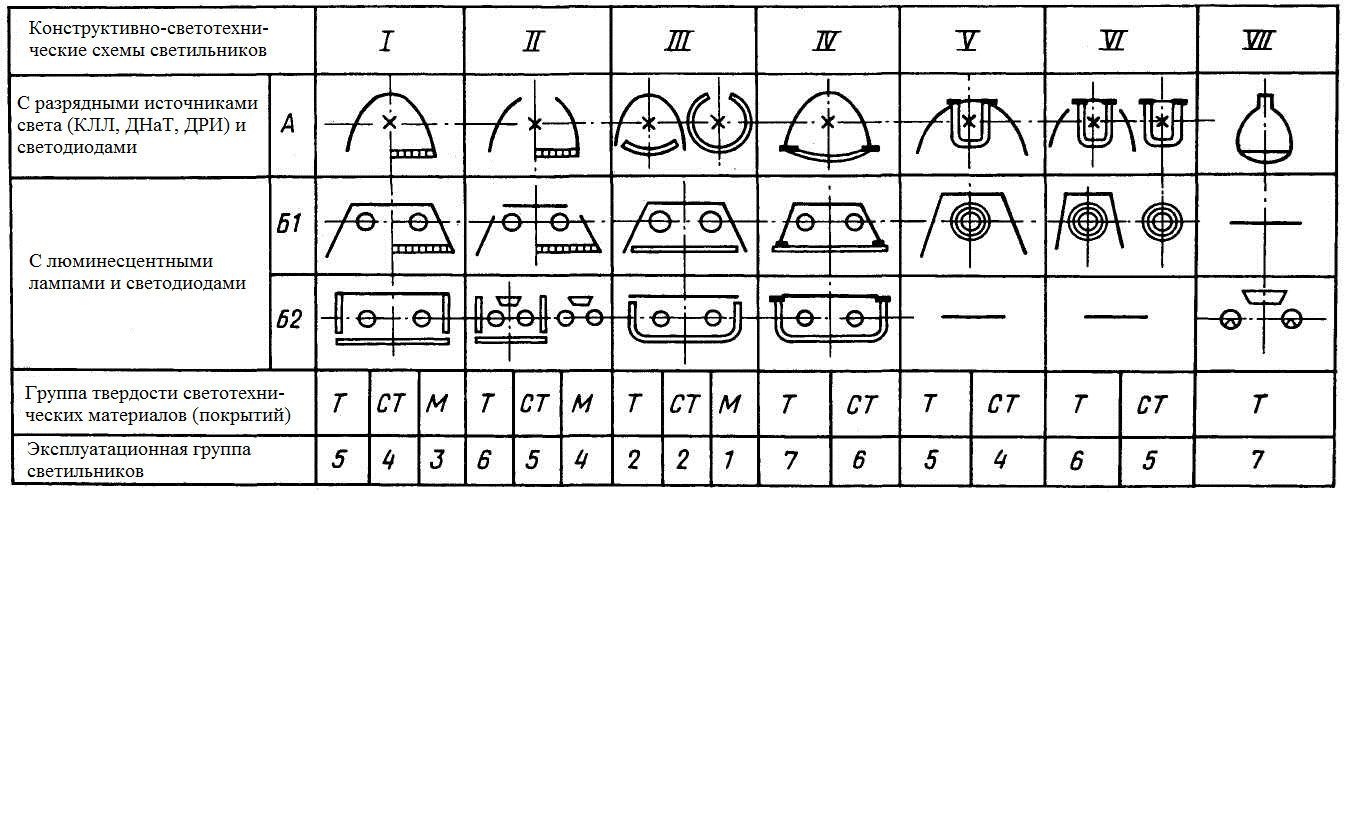 Конструктивно-светотехни-
ческие схемы светильников
I II III IV V VI VII
С разрядными источниками
света (КЛЛ, ДНаТ, ДРИ) и
светодиодами
А
С люминесцентными
лампами и светодиодами
Б1
Б2
Группа твердости светотехни-
ческих материалов (покрытий)
Т СТ М Т СТ М Т СТ М Т СТ Т СТ Т СТ Т
Эксплуатационная группа
светильников
5 4 3 6 5 4 2 2 1 7 6 5 4 6 5 7